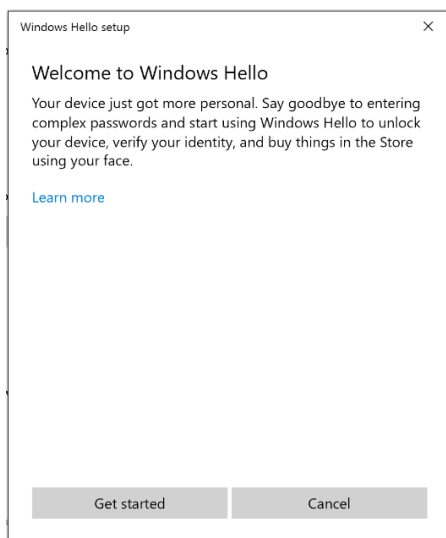 Windows Hello setup
Welcome to Windows Hello
Your device just got more personal. Say goodbye to entering
complex passwords and start using Windows Hello to unlock
your device, verify your identity, and buy things in the Store
using your face.
Learn more
Get started
Cancel